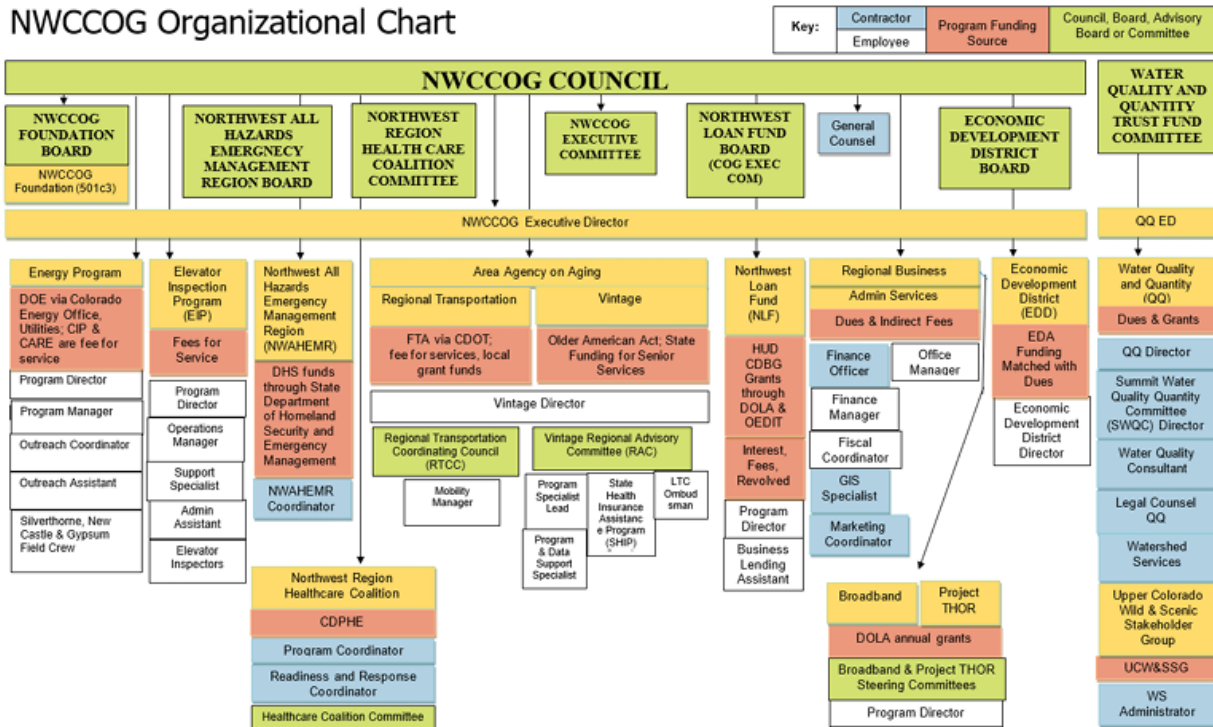 NWCCOG Organizational Chart
Key:
Contractor
Employee
Program Funding
Source
Council, Board, Advisory
Board or Committee
NWCCOG COUNCIL
WATER
QUALITY AND
QUANTITY
TRUST FUND
COMMITTEE
NWCCOG
FOUNDATION
BOARD
NWCCOG
Foundation (501c3)
NORTHWEST ALL
HAZARDS
EMERGNECY
MANAGEMENT
REGION BOARD
NORTHWEST
REGION
HEALTH CARE
COALITION
COMMITTEE
NWCCOG
EXECUTIVE
COMMITTEE
NORTHWEST
LOAN FUND
BOARD
(COG EXEC
COM)
General
Counsel
ECONOMIC
DEVELOPMENT
DISTRICT
BOARD
NWCCOG Executive Director
QQ ED
Energy Program
DOE via Colorado
Energy Office,
Utilities; CIP &
CARE are fee for
service
Program Director
Program Manager
Outreach Coordinator
Outreach Assistant
Silverthorne, New
Castle & Gypsum
Field Crew
Elevator
Inspection
Program
(EIP)
Fees for
Service
Program
Director
Operations
Manager
Support
Specialist
Admin
Assistant
Elevator
Inspectors
Northwest All
Hazards
Emergency
Management
Region
(NWAHEMR)
DHS funds
through State
Department
of Homeland
Security and
Emergency
Management
NWAHEMR
Coordinator
Northwest Region
Healthcare Coalition
CDPHE
Program Coordinator
Readiness and Response
Coordinator
Healthcare Coalition Committee
Area Agency on Aging
Regional Transportation
Vintage
FTA via CDOT;
fee for services, local
grant funds
Older American Act; State
Funding for Senior
Services
Vintage Director
Regional Transportation
Coordinating Council
(RTCC)
Vintage Regional Advisory
Committee (RAC)
Mobility
Manager
Program
Specialist
Lead
Program
& Data
Support
Specialist
State
Health
Insurance
Assistanc
e Program
(SHIP)
LTC
Ombud
sman
Northwest
Loan
Fund
(NLF)
HUD
CDBG
Grants
through
DOLA &
OEDIT
Interest,
Fees,
Revolved
Program
Director
Business
Lending
Assistant
Regional Business
Admin Services
Dues & Indirect Fees
Finance
Officer
Office
Manager
Finance
Manager
Fiscal
Coordinator
GIS
Specialist
Marketing
Coordinator
Broadband
Project
THOR
DOLA annual grants
Broadband & Project THOR
Steering Committees
Program Director
Economic
Development
District
(EDD)
EDA
Funding
Matched with
Dues
Economic
Development
District
Director
Water Quality
and Quantity
(QQ)
Dues & Grants
QQ Director
Summit Water
Quality Quantity
Committee
(SWQC) Director
Water Quality
Consultant
Legal Counsel
QQ
Watershed
Services
Upper Colorado
Wild & Scenic
Stakeholder
Group
UCW&SSG
WS
Administrator